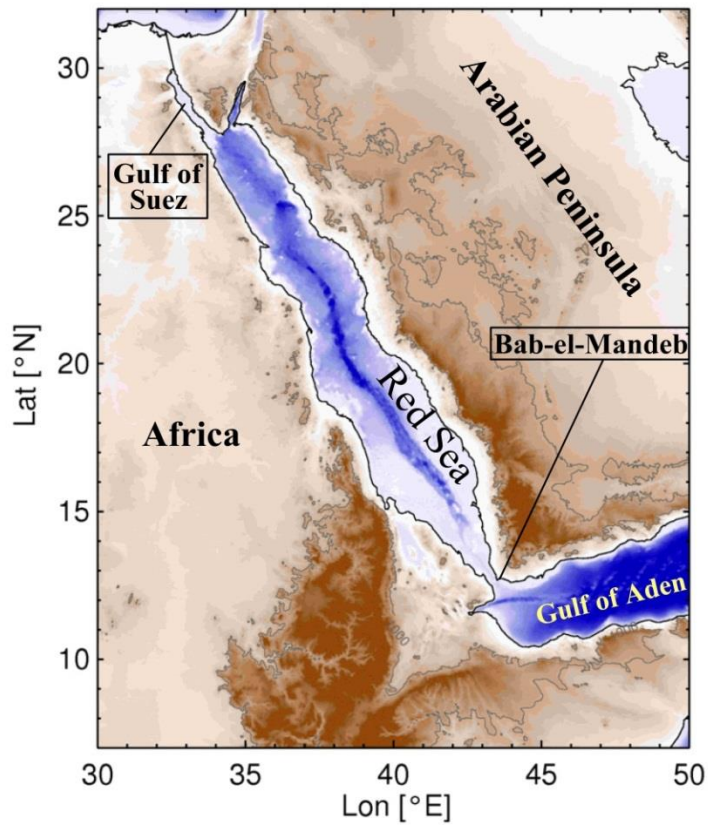 30
25
20
15
10
Lat [°N]
30
35
40
45
50
Lon [°E]
Gulf of
Suez
Arabian Peninsula
Bab-el-Mandeb
Red Sea
Africa
Gulf of Aden